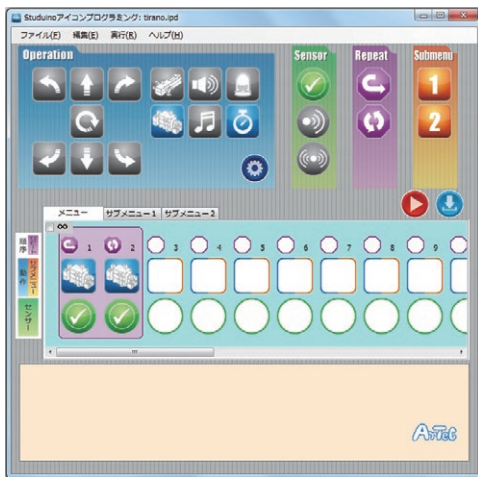 Studuinoアイコンプログラミング: tirano.ipd
ファイル(F) 編集(E) 実行(R) ヘルプ(H)
Operation
Sensor
Repeat
Submenu
1
2
メニュー サブメニュー1 サブメニュー2
∞
順序
リピート
1 2 3 4 5 6 7 8 9
動作
サブメニュー
センサー
ArTec